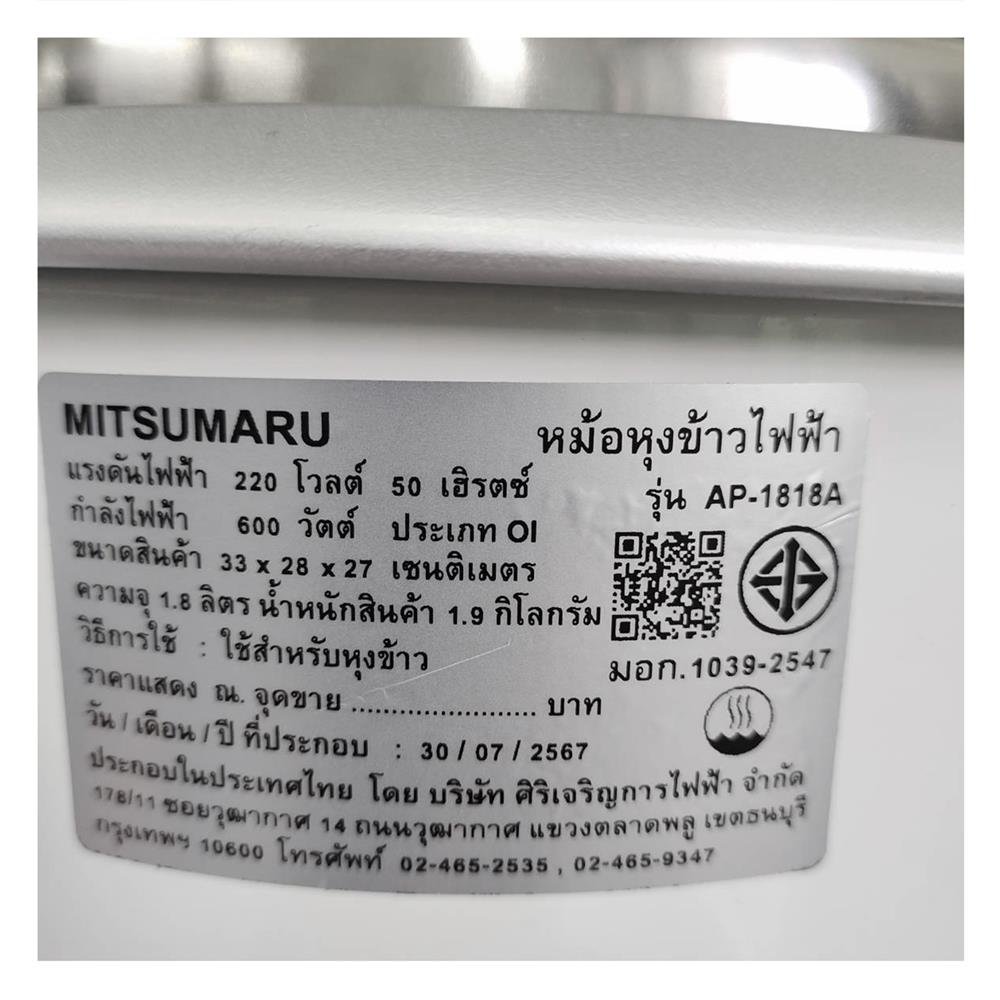 MITSUMARU หม้อหุงข้าวไฟฟ้า
แรงดันไฟฟ้า 220 โวลต์ 50 เฮิรตซ์ รุ่น AP-1818A
กำลังไฟฟ้า 600 วัตต์ ประเภท OI
ขนาดสินค้า 33 x 28 x 27 เซนติเมตร
ความจุ 1.8 ลิตร น้ำหนักสินค้า 1.9 กิโลกรัม
วิธีการใช้ : ใช้สำหรับหุงข้าว มอก.1039-2547
ราคาแสดง ณ. จุดขาย ....................... บาท
วัน / เดือน / ปี ที่ประกอบ : 30 / 07 / 2567
ประกอบในประเทศไทย โดย บริษัท ศิริเจริญการไฟฟ้า จำกัด
178/11 ซอยวุฒากาศ 14 ถนนวุฒากาศ แขวงตลาดพลู เขตธนบุรี
กรุงเทพฯ 10600 โทรศัพท์ 02-465-2535 , 02-465-9347